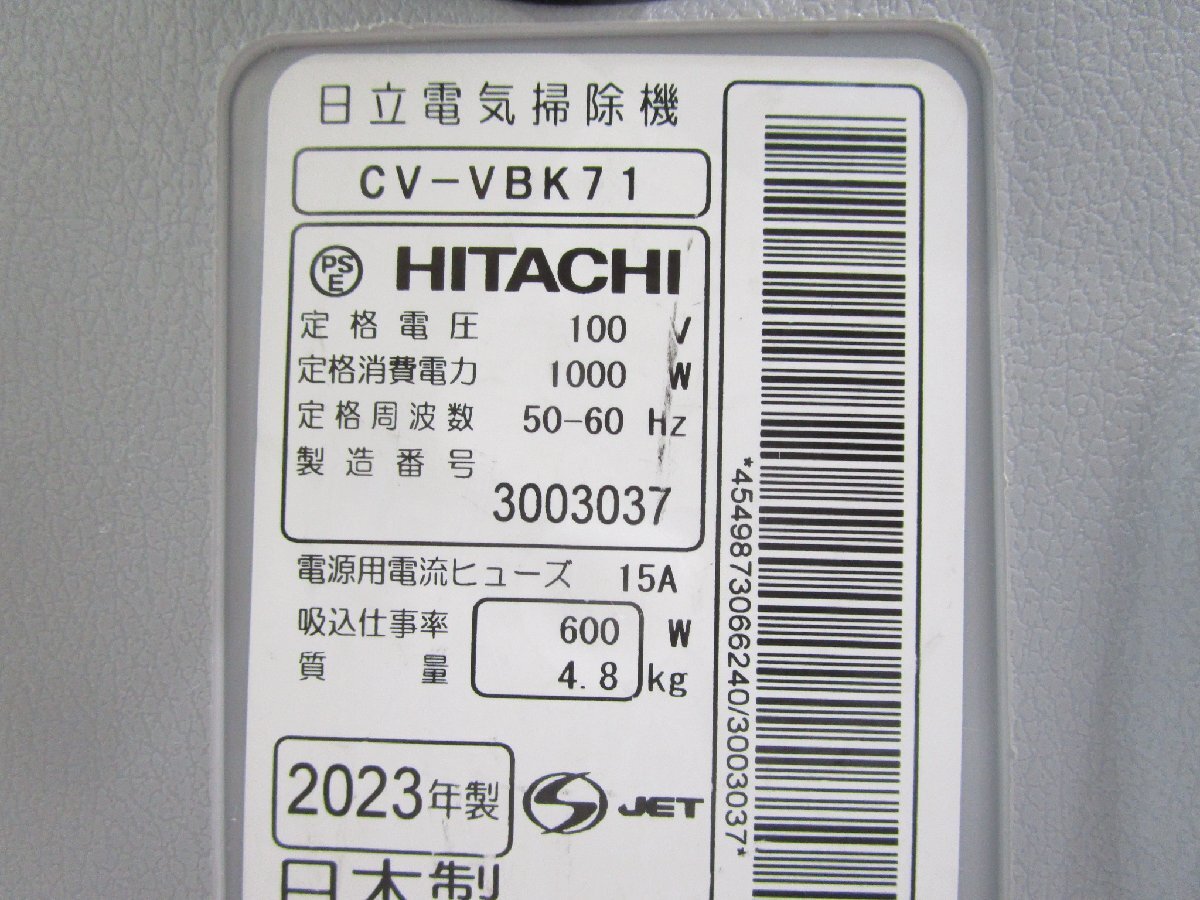 日立電気掃除機
CV-VBK71
PSE HITACHI
定格電圧 100 V
定格消費電力 1000 W
定格周波数 50-60 Hz
製造番号
3003037
電源用電流ヒューズ 15A
吸込仕事率 600 W
質量 4.8 kg
2023年製 S JET
日本製
*4549873066240/3003037*